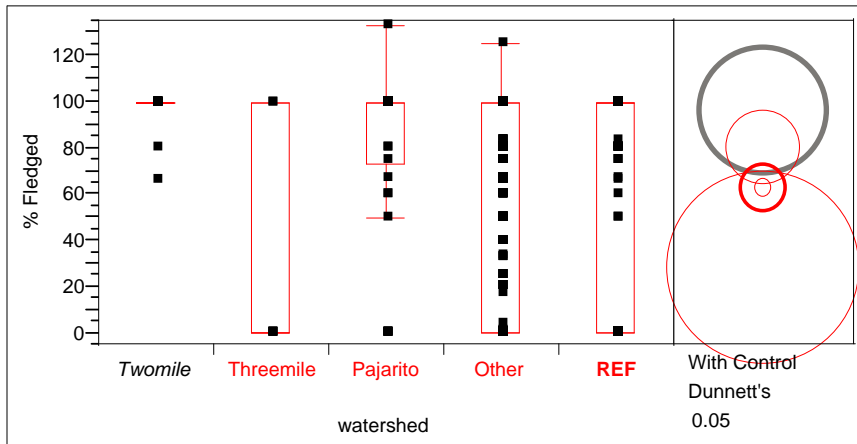 % Fledged
120
100
80
60
40
20
0
Twomile Threemile Pajarito Other REF
watershed
With Control
Dunnett's
0.05